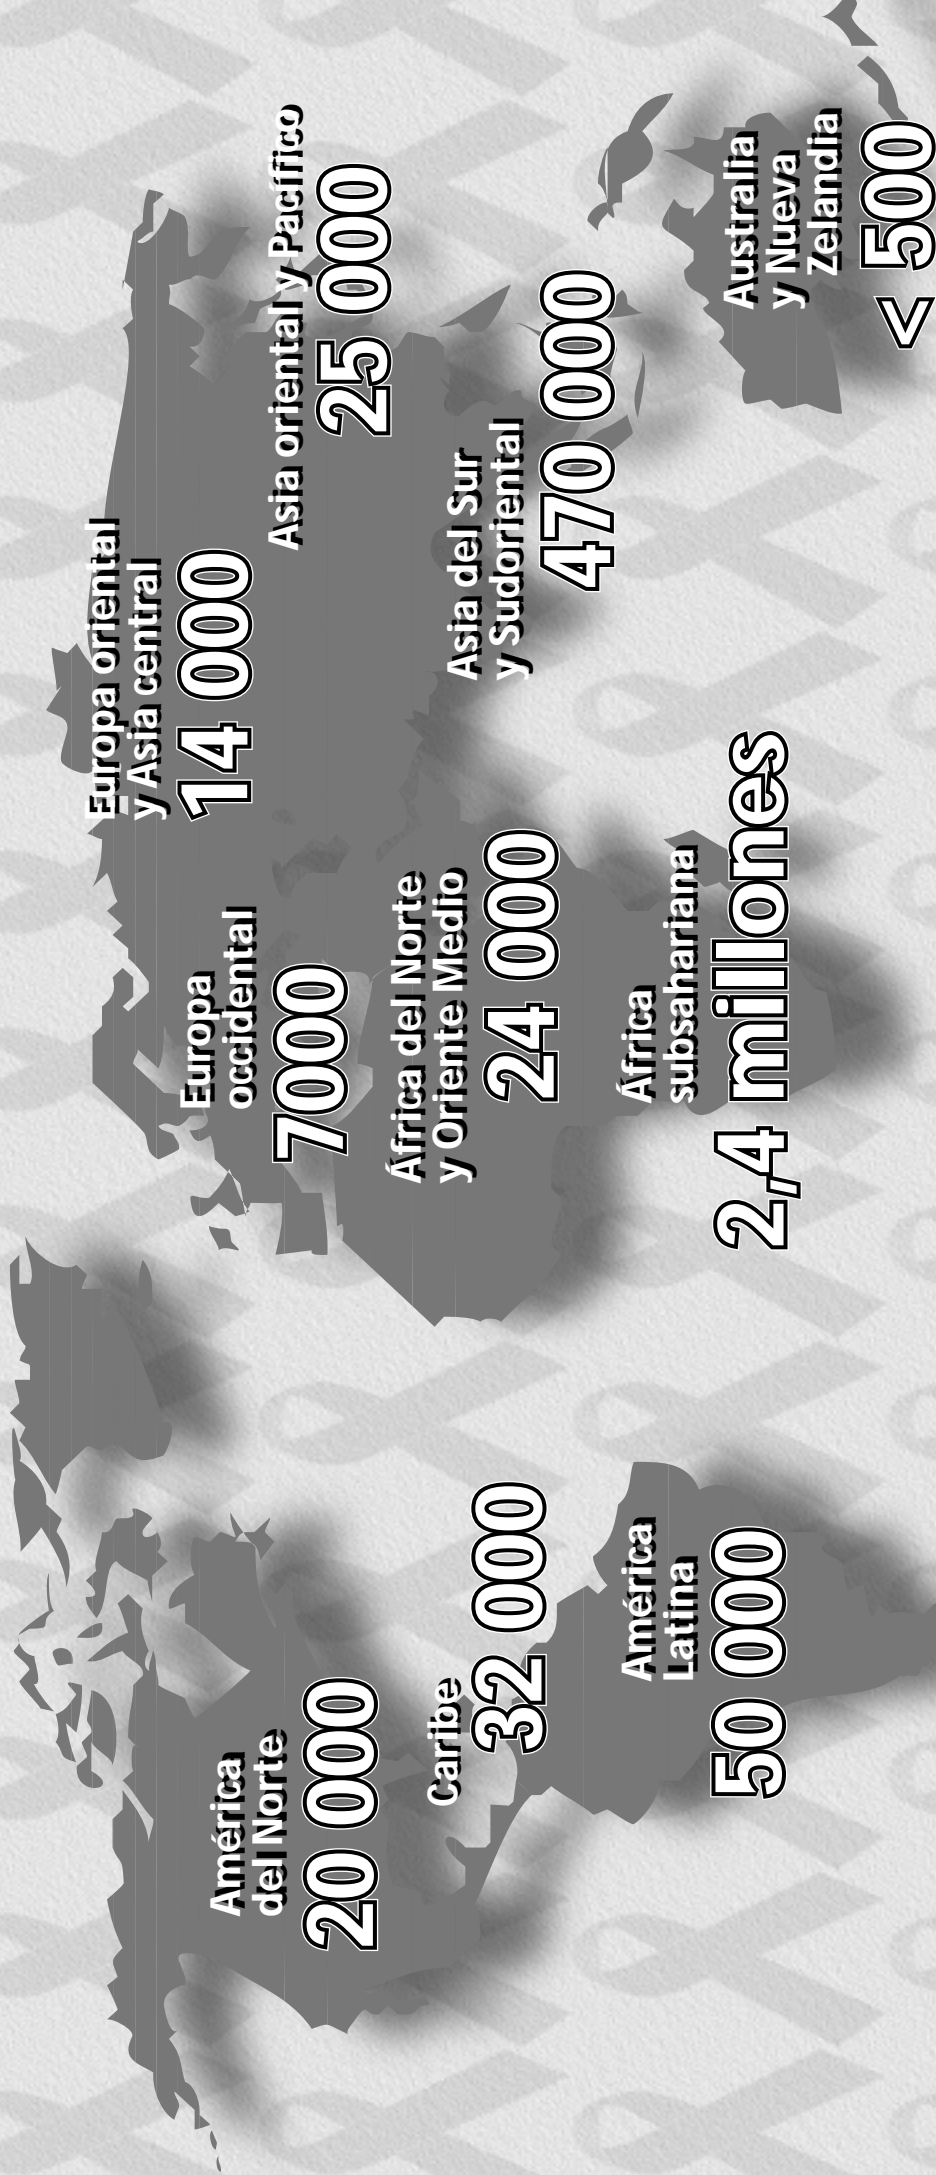 América
del Norte
20 000
Caribe
32 000
América
Latina
50 000
Europa
occidental
7000
África del Norte
y Oriente Medio
24 000
África
subsahariana
2,4 millones
Europa oriental
y Asia central
14 000
Asia oriental y Pacífico
25 000
Asia del Sur
y Sudoriental
470 000
Australia
y Nueva
Zelandia
< 500